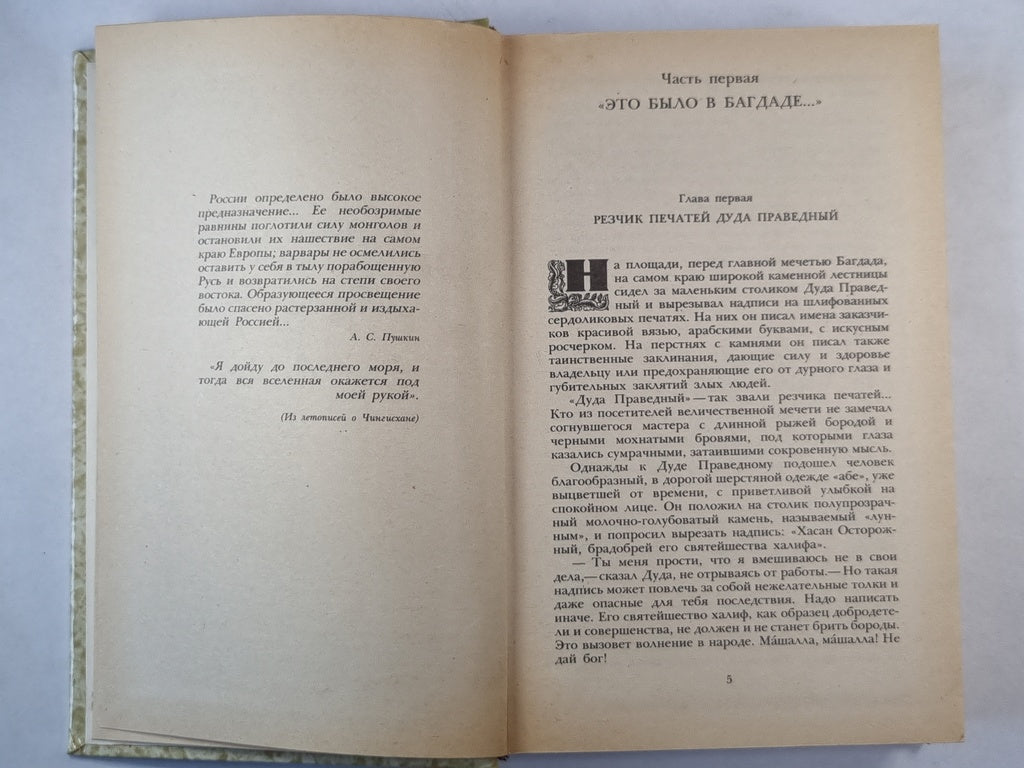 России определено было высокое
предназначение... Ее необозримые
равнины поглотили силу монголов и
остановили их нашествие на самом
краю Европы; варвары не осмелились
оставить у себя в тылу порабощенную
Русь и возвратились на степи своего
востока. Образующееся просвещение
было спасено растерзанной и издыха-
ющей Россией...
А. С. Пушкин
«Я дойду до последнего моря, и
тогда вся вселенная окажется под
моей рукой».
(Из летописей о Чингисхане)
Часть первая
«ЭТО БЫЛО В БАГДАДЕ...»
Глава первая
РЕЗЧИК ПЕЧАТЕЙ ДУДА ПРАВЕДНЫЙ
На площади, перед главной мечетью Багдада,
на самом краю широкой каменной лестницы
сидел за маленьким столиком Дуда Правед-
ный и вырезывал надписи на шлифованных
сердоликовых печатях. На них он писал имена заказчи-
ков красивой вязью, арабскими буквами, с искусным
росчерком. На перстнях с камнями он писал также
таинственные заклинания, дающие силу и здоровье
владельцу или предохраняющие его от дурного глаза и
губительных заклятий злых людей.
«Дуда Праведный» — так звали резчика печатей...
Кто из посетителей величественной мечети не замечал
согнувшегося мастера с длинной рыжей бородой и
черными мохнатыми бровями, под которыми глаза
казались сумрачными, затаившими сокровенную мысль.
Однажды к Дуде Праведному подошел человек
благообразный, в дорогой шерстяной одежде «абе», уже
выцветшей от времени, с приветливой улыбкой на
спокойном лице. Он положил на столик полупрозрач-
ный молочно-голубоватый камень, называемый «лун-
ным», и попросил вырезать надпись: «Хасан Осторож-
ный, брадобрей его святейшества халифа».
— Ты меня прости, что я вмешиваюсь не в свои
дела,— сказал Дуда, не отрываясь от работы.— Но такая
надпись может повлечь за собой нежелательные толки и
даже опасные для тебя последствия. Надо написать
иначе. Его святейшество халиф, как образец добродете-
ли и совершенства, не должен и не станет брить бороды.
Это вызовет волнение в народе. Ма́шалла, ма́шалла! Не
дай бог!
5